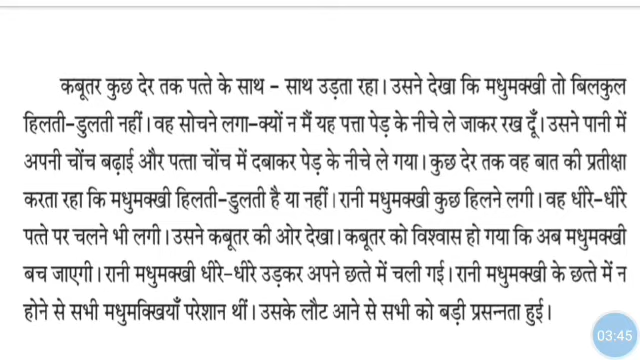 कबूतर कुछ देर तक पत्ते के साथ - साथ उड़ता रहा। उसने देखा कि मधुमक्खी तो बिलकुल
हिलती-डुलती नहीं। वह सोचने लगा-क्यों न मैं यह पत्ता पेड़ के नीचे ले जाकर रख दूँ। उसने पानी में
अपनी चोंच बढ़ाई और पत्ता चोंच में दबाकर पेड़ के नीचे ले गया। कुछ देर तक वह बात की प्रतीक्षा
करता रहा कि मधुमक्खी हिलती-डुलती है या नहीं। रानी मधुमक्खी कुछ हिलने लगी। वह धीरे-धीरे
पत्ते पर चलने भी लगी। उसने कबूतर की ओर देखा। कबूतर को विश्वास हो गया कि अब मधुमक्खी
बच जाएगी। रानी मधुमक्खी धीरे-धीरे उड़कर अपने छत्ते में चली गई। रानी मधुमक्खी के छत्ते में न
होने से सभी मधुमक्खियाँ परेशान थीं। उसके लौट आने से सभी को बड़ी प्रसन्नता हुई।
03:45